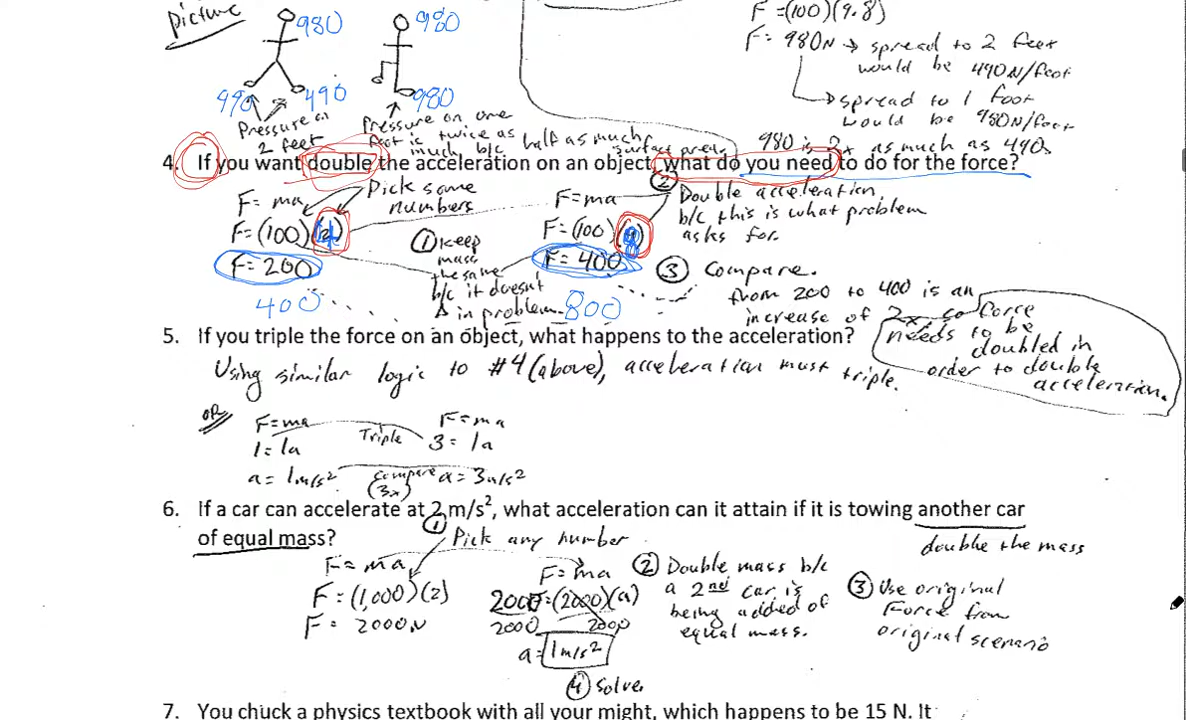 Picture
980
980
F=(100)(9.8)
F= 980N → spread to 2 feet
would be 490N/foot
→ spread to 1 foot
would be 980N/foot
980 is 2x as much as 490s
490
490
980
Pressure on
2 feet
Pressure on one
foot is twice as
much b/c half as much
surface area.
4. If you want double the acceleration on an object, what do you need to do for the force?
F= ma
Pick some
numbers
F=(100)
F= 200
400
① Keep
mass
the same
b/c it doesn't
Δ in problem.
F=ma
F=(100)
F= 400
800
② Double acceleration,
b/c this is what problem
asks for.
③ Compare.
from 200 to 400 is an
increase of 2x so force
needs to be
doubled in
order to double
acceleration.
5. If you triple the force on an object, what happens to the acceleration?
Using similar logic to #4 (above), acceleration must triple.
OR
F=ma
1=1a
a= 1m/s²
Triple
compare
(3x)
F=ma
3= 1a
a= 3m/s²
6. If a car can accelerate at 2 m/s², what acceleration can it attain if it is towing another car
of equal mass?
double the mass
① Pick any number
F= ma
F= (1,000)(2)
F= 2000N
F= ma
2000=(2000)(a)
2000 2000
a= 1m/s²
④ Solve
② Double mass b/c
a 2nd car is
being added of
equal mass.
③ Use original
Force from
original scenario
7. You chuck a physics textbook with all your might, which happens to be 15 N. It